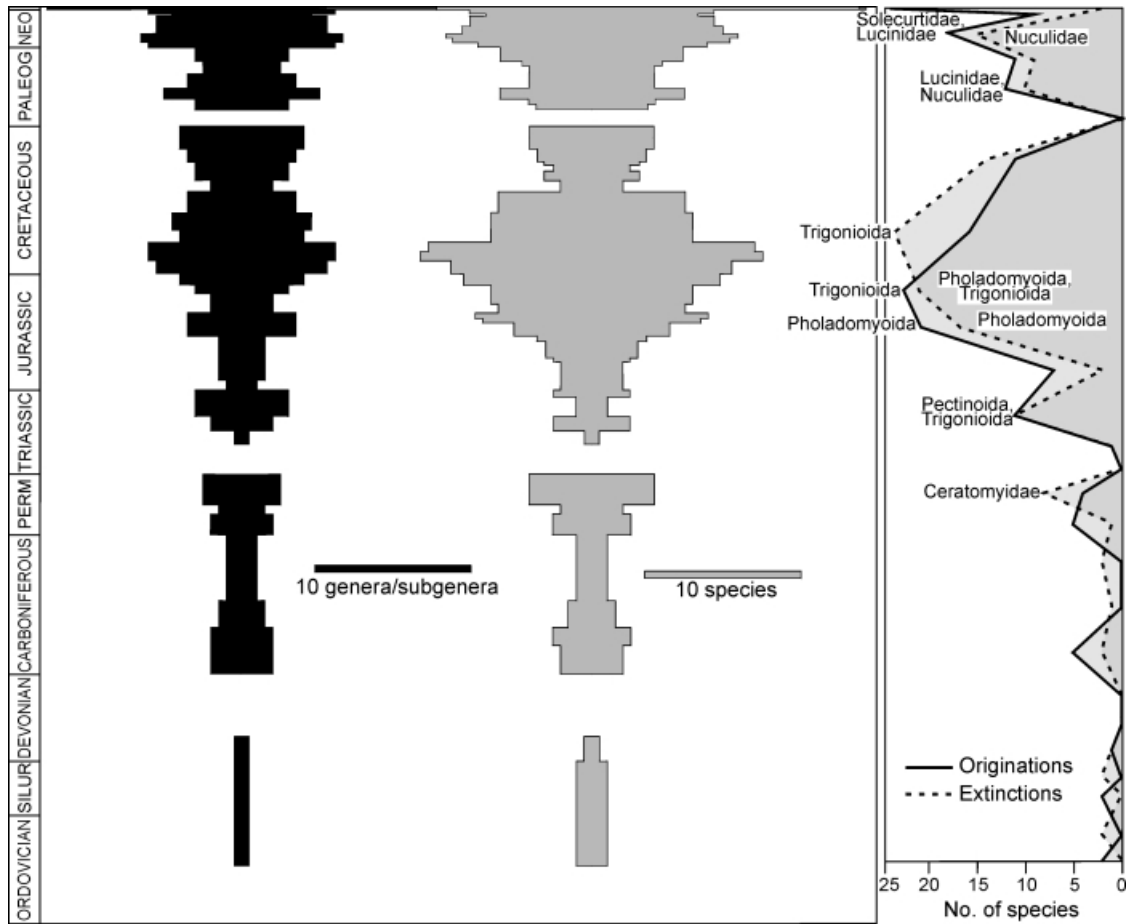 NEO
PALEOG
CRETACEOUS
JURASSIC
TRIASSIC
PERM
CARBONIFEROUS
DEVONIAN
SILUR
ORDOVICIAN
10 genera/subgenera
10 species
Solecurtidae,
Lucinidae
Nuculidae
Lucinidae,
Nuculidae
Trigonioida
Trigonioida
Pholadomyoida,
Trigonioida
Pholadomyoida
Pholadomyoida
Pectinoida,
Trigonioida
Ceratomyidae
Originations
Extinctions
25 20 15 10 5 0
No. of species